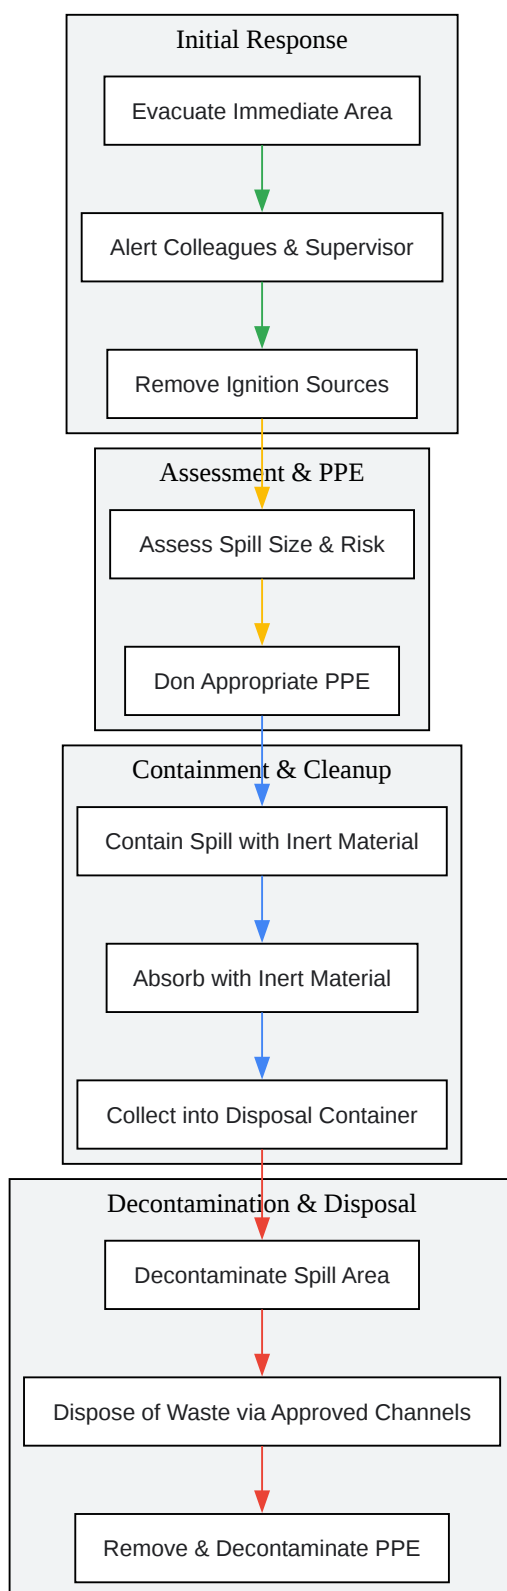 Initial Response
Evacuate Immediate Area
Alert Colleagues & Supervisor
Remove Ignition Sources
Assessment & PPE
Assess Spill Size & Risk
Don Appropriate PPE
Containment & Cleanup
Contain Spill with Inert Material
Absorb with Inert Material
Collect into Disposal Container
Decontamination & Disposal
Decontaminate Spill Area
Dispose of Waste via Approved Channels
Remove & Decontaminate PPE